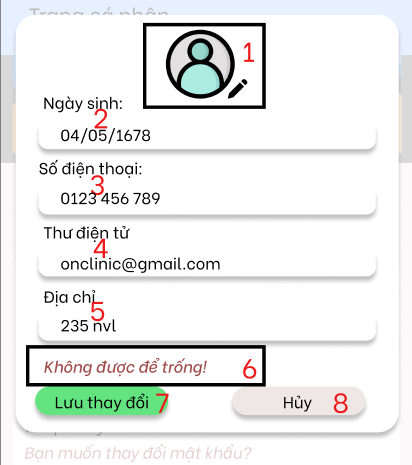 Trang cá nhân
1
Ngày sinh:
2
04/05/1678
Số điện thoại:
3
0123 456 789
Thư điện tử
4
onclinic@gmail.com
Địa chỉ
5
235 nvl
Không được để trống! 6
Lưu thay đổi 7 Hủy 8
Bạn muốn thay đổi mật khẩu?